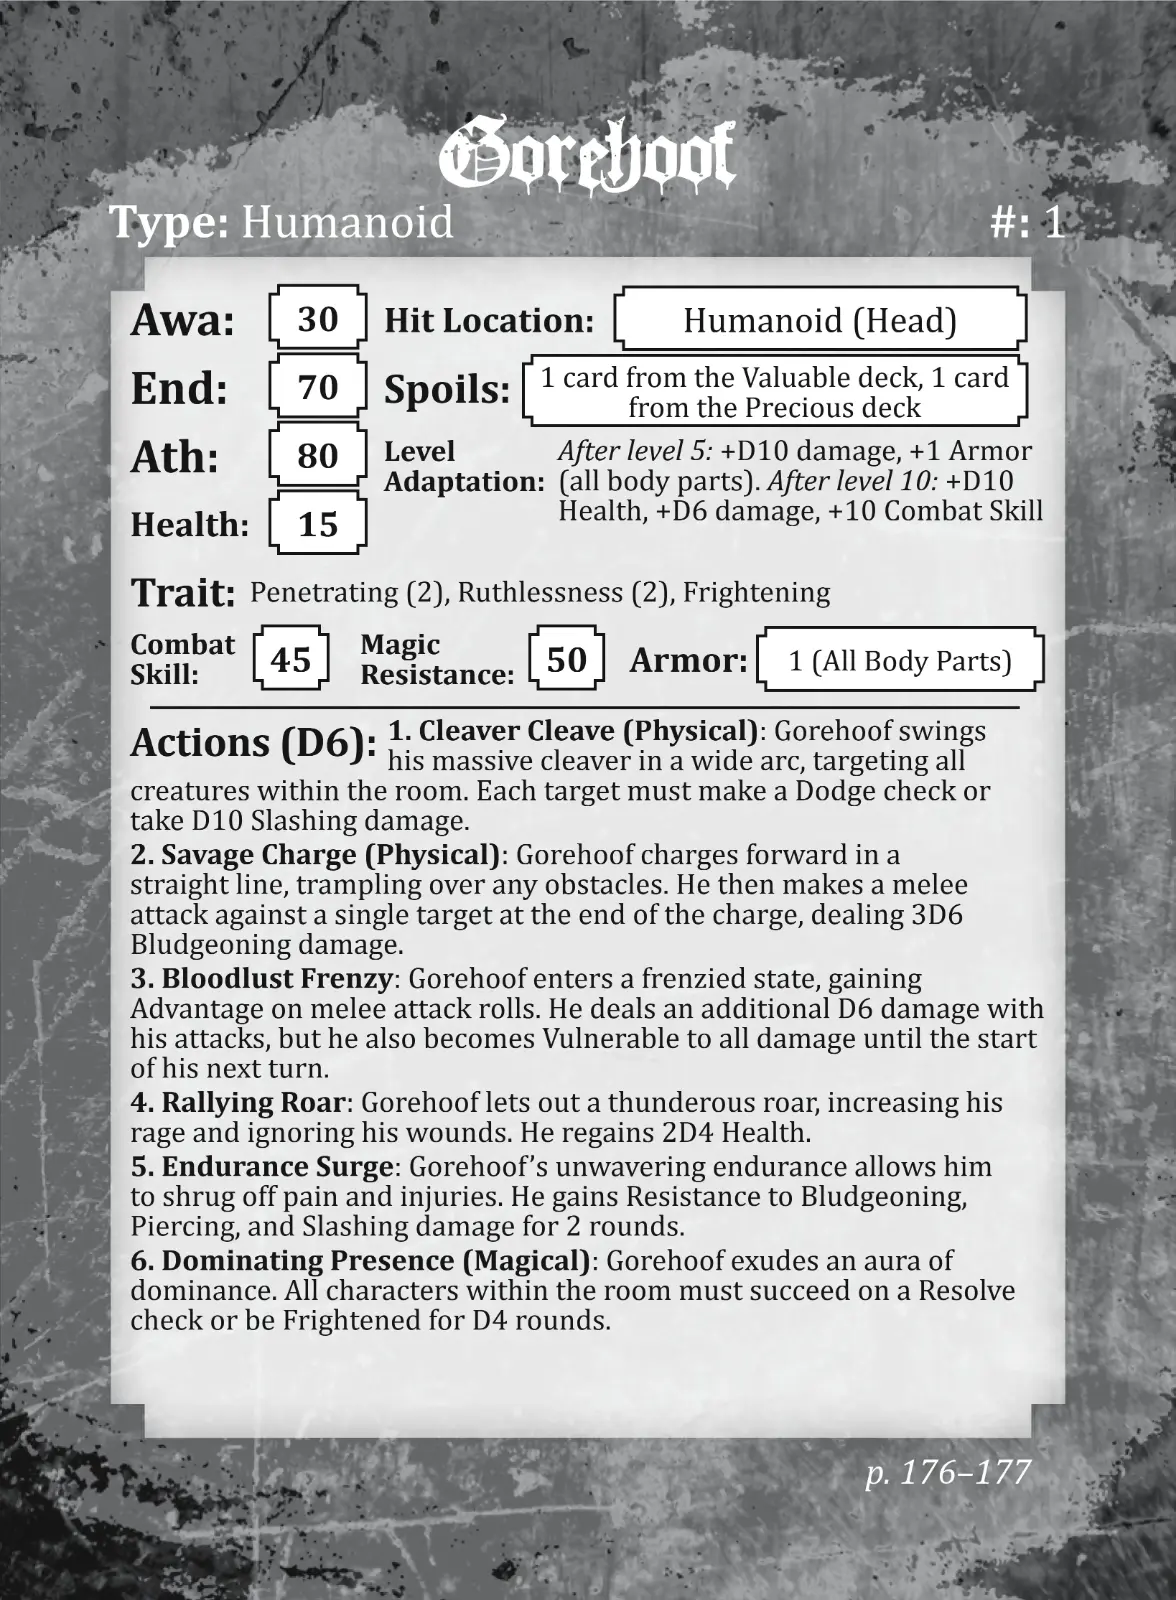 Gorehoof
Type: Humanoid
#: 1
Awa: 30
Hit Location: Humanoid (Head)
End: 70
Spoils: 1 card from the Valuable deck, 1 card
from the Precious deck
Ath: 80
Level
Adaptation:
After level 5: +D10 damage, +1 Armor
(all body parts). After level 10: +D10
Health, +D6 damage, +10 Combat Skill
Health: 15
Trait: Penetrating (2), Ruthlessness (2), Frightening
Combat
Skill:
45
Magic
Resistance:
50
Armor: 1 (All Body Parts)
Actions (D6): 1. Cleaver Cleave (Physical): Gorehoof swings
his massive cleaver in a wide arc, targeting all
creatures within the room. Each target must make a Dodge check or
take D10 Slashing damage.
2. Savage Charge (Physical): Gorehoof charges forward in a
straight line, trampling over any obstacles. He then makes a melee
attack against a single target at the end of the charge, dealing 3D6
Bludgeoning damage.
3. Bloodlust Frenzy: Gorehoof enters a frenzied state, gaining
Advantage on melee attack rolls. He deals an additional D6 damage with
his attacks, but he also becomes Vulnerable to all damage until the start
of his next turn.
4. Rallying Roar: Gorehoof lets out a thunderous roar, increasing his
rage and ignoring his wounds. He regains 2D4 Health.
5. Endurance Surge: Gorehoof’s unwavering endurance allows him
to shrug off pain and injuries. He gains Resistance to Bludgeoning,
Piercing, and Slashing damage for 2 rounds.
6. Dominating Presence (Magical): Gorehoof exudes an aura of
dominance. All characters within the room must succeed on a Resolve
check or be Frightened for D4 rounds.
p. 176–177